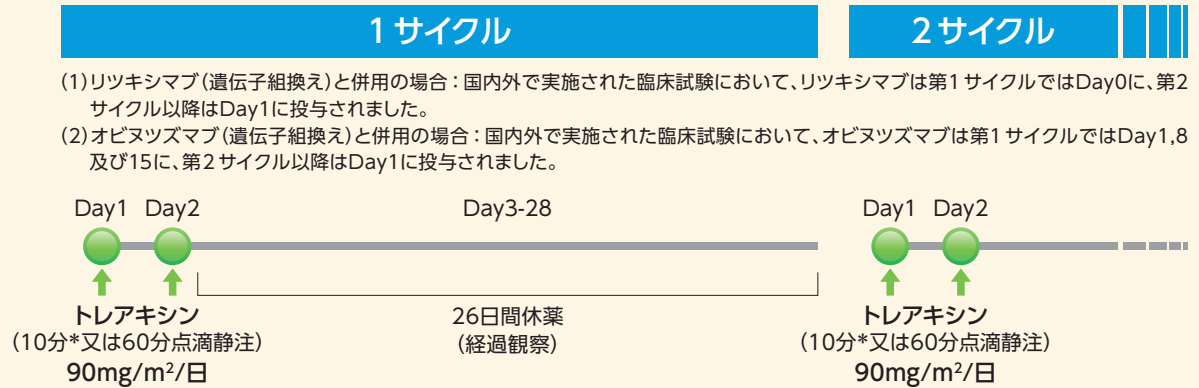 1サイクル
2サイクル
(1)リツキシマブ(遺伝子組換え)と併用の場合：国内外で実施された臨床試験において、リツキシマブは第1サイクルではDay0に、第2
サイクル以降はDay1に投与されました。
(2)オビヌツズマブ(遺伝子組換え)と併用の場合：国内外で実施された臨床試験において、オビヌツズマブは第1サイクルではDay1,8
及び15に、第2サイクル以降はDay1に投与されました。
Day1 Day2 Day3-28 Day1 Day2
トレアキシン
(10分*又は60分点滴静注)
90mg/m²/日
26日間休薬
(経過観察)
トレアキシン
(10分*又は60分点滴静注)
90mg/m²/日